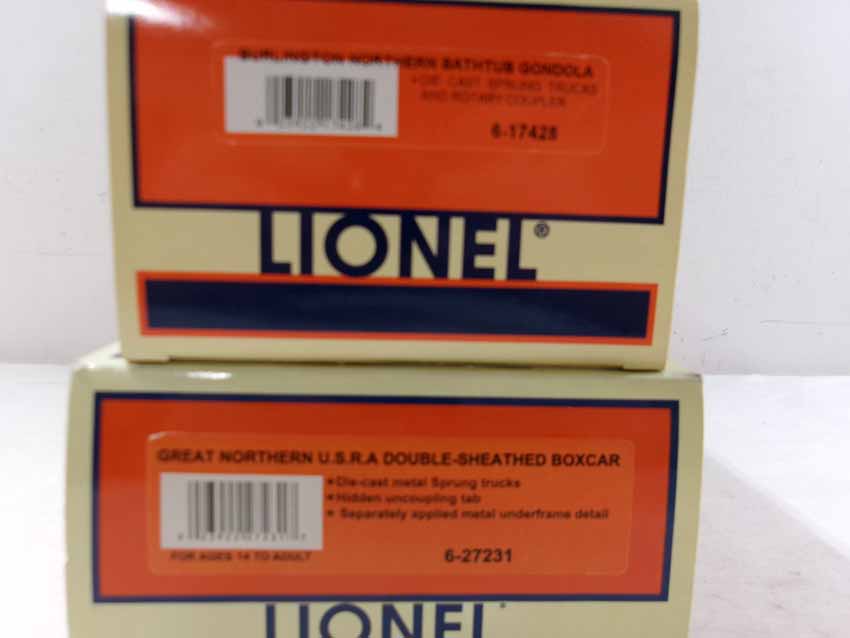 BURLINGTON NORTHERN BATHTUB GONDOLA
•DIE CAST SPRUNG TRUCKS
AND ROTARY COUPLER
6-17428
LIONEL®
GREAT NORTHERN U.S.R.A DOUBLE-SHEATHED BOXCAR
•Die-cast metal Sprung trucks
•Hidden uncoupling tab
• Separately applied metal underframe detail
FOR AGES 14 TO ADULT
6-27231
LIONEL